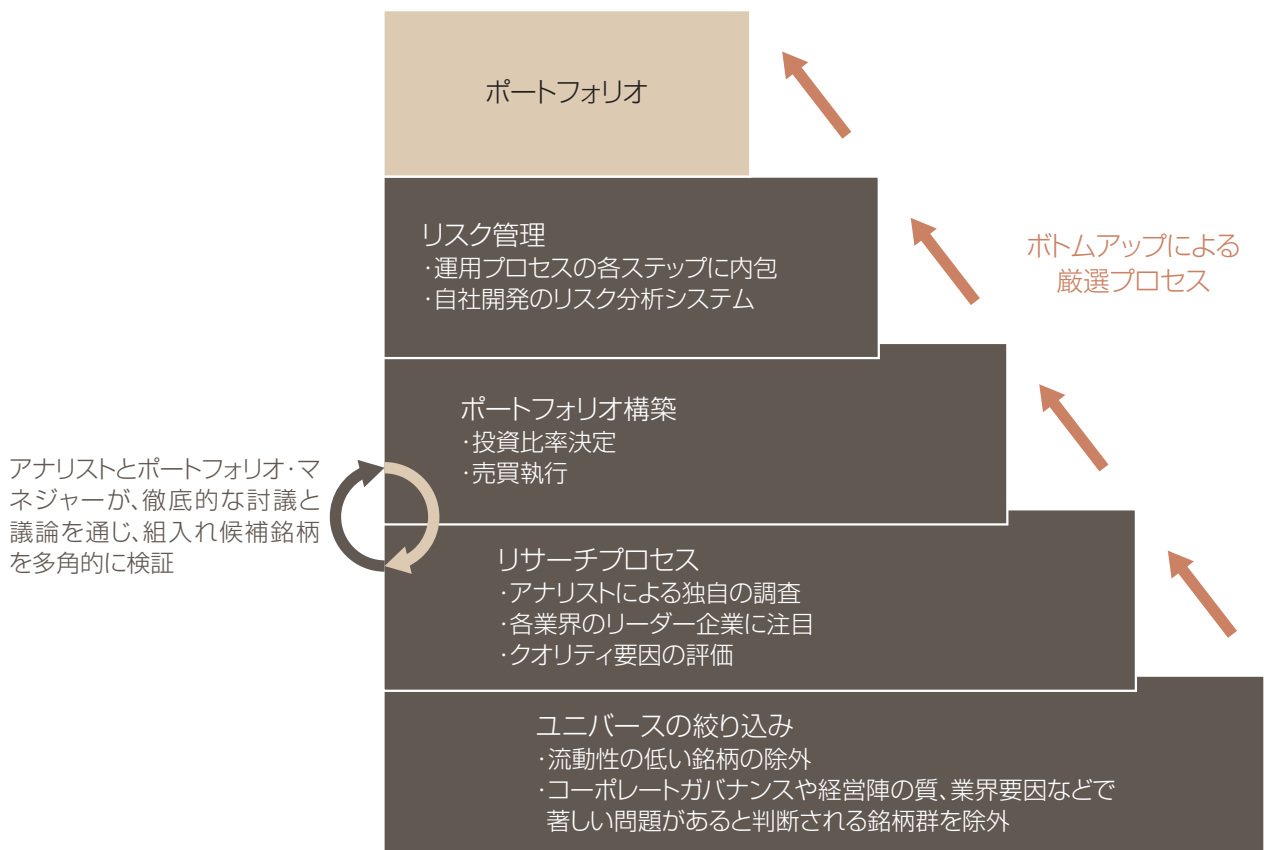 ポートフォリオ
リスク管理
・運用プロセスの各ステップに内包
・自社開発のリスク分析システム
ボトムアップによる
厳選プロセス
ポートフォリオ構築
・投資比率決定
・売買執行
アナリストとポートフォリオ・マ
ネジャーが、徹底的な討議と
議論を通じ、組入れ候補銘柄
を多角的に検証
リサーチプロセス
・アナリストによる独自の調査
・各業界のリーダー企業に注目
・クオリティ要因の評価
ユニバースの絞り込み
・流動性の低い銘柄の除外
・コーポレートガバナンスや経営陣の質、業界要因などで
著しい問題があると判断される銘柄群を除外